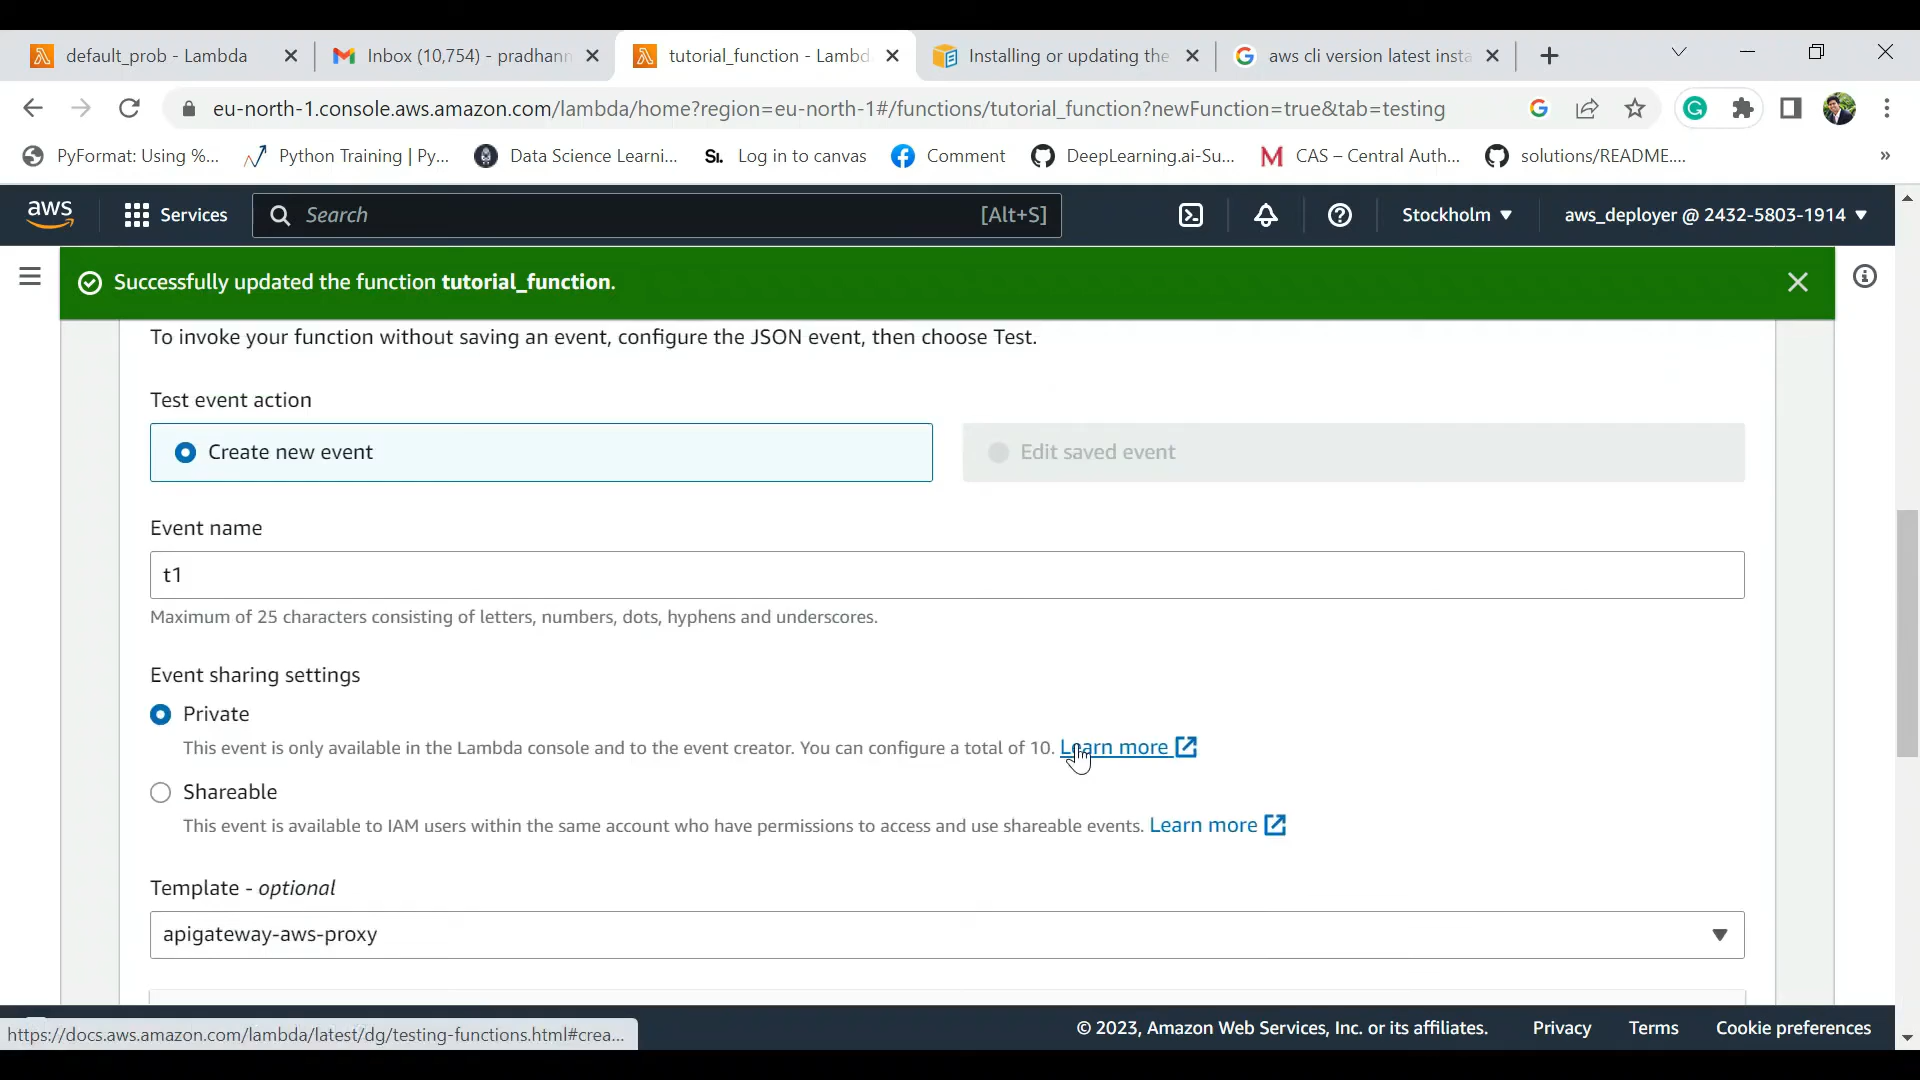 default_prob - Lambda
Inbox (10,754) - pradhann
tutorial_function - Lambd
Installing or updating the
aws cli version latest insta
eu-north-1.console.aws.amazon.com/lambda/home?region=eu-north-1#/functions/tutorial_function?newFunction=true&tab=testing
PyFormat: Using %...
Python Training | Py...
Data Science Learni...
Log in to canvas
Comment
DeepLearning.ai-Su...
CAS – Central Auth...
solutions/README....
aws
Services
Search
[Alt+S]
Stockholm
aws_deployer @ 2432-5803-1914
Successfully updated the function tutorial_function.
To invoke your function without saving an event, configure the JSON event, then choose Test.
Test event action
Create new event
Edit saved event
Event name
t1
Maximum of 25 characters consisting of letters, numbers, dots, hyphens and underscores.
Event sharing settings
Private
This event is only available in the Lambda console and to the event creator. You can configure a total of 10. Learn more
Shareable
This event is available to IAM users within the same account who have permissions to access and use shareable events. Learn more
Template - optional
apigateway-aws-proxy
https://docs.aws.amazon.com/lambda/latest/dg/testing-functions.html#crea...
© 2023, Amazon Web Services, Inc. or its affiliates.
Privacy
Terms
Cookie preferences